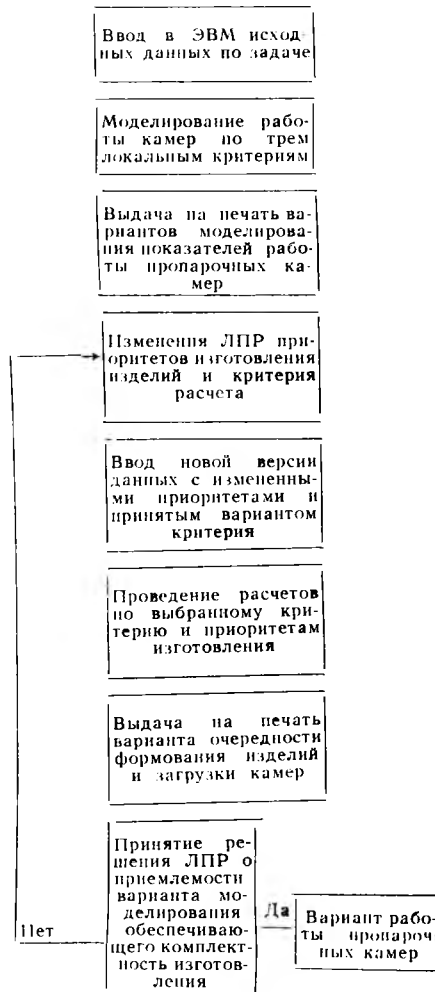 Ввод в ЭВМ исход-
ных данных по задаче
Моделирование рабо-
ты камер по трем
локальным критериям
Выдача на печать ва-
риантов моделирова-
ния показателей рабо-
ты пропарочных ка-
мер
Изменения ЛПР при-
оритетов изготовления
изделий и критерия
расчета
Ввод новой версии
данных с измененны-
ми приоритетами и
принятым вариантом
критерия
Проведение расчетов
по выбранному кри-
терию и приоритетам
изготовления
Выдача на печать
варианта очередности
формования изделий
и загрузки камер
Принятие ре-
шения ЛПР о
приемлемости
варианта мо-
делирования
обеспечиваю-
щего комплект-
ность изготов-
ления
Нет
Да
Вариант рабо-
ты пропароч-
ных камер